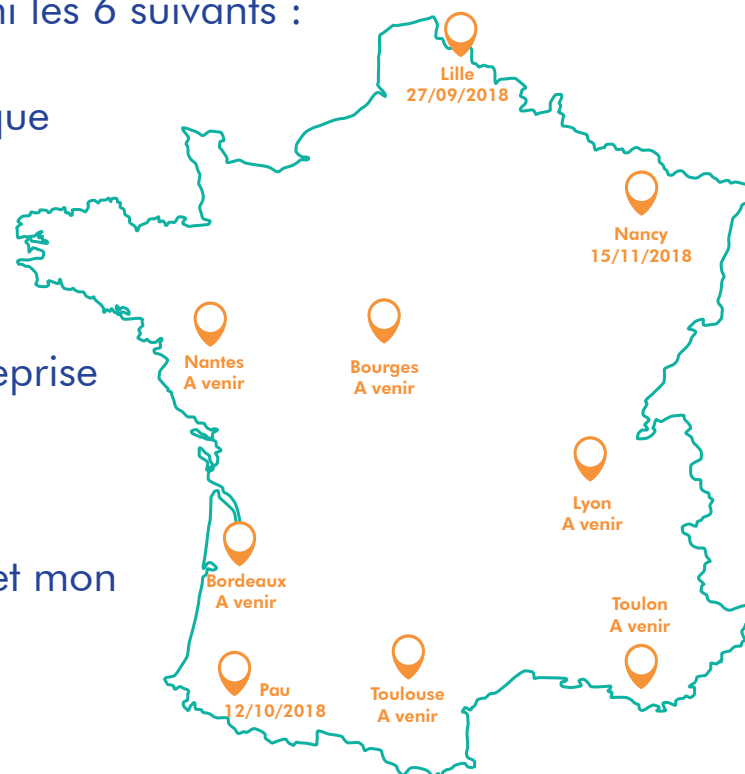 ni les 6 suivants :
que
eprise
et mon
Lille
27/09/2018
Nancy
15/11/2018
Nantes
A venir
Bourges
A venir
Lyon
A venir
Bordeaux
A venir
Toulon
A venir
Pau
12/10/2018
Toulouse
A venir